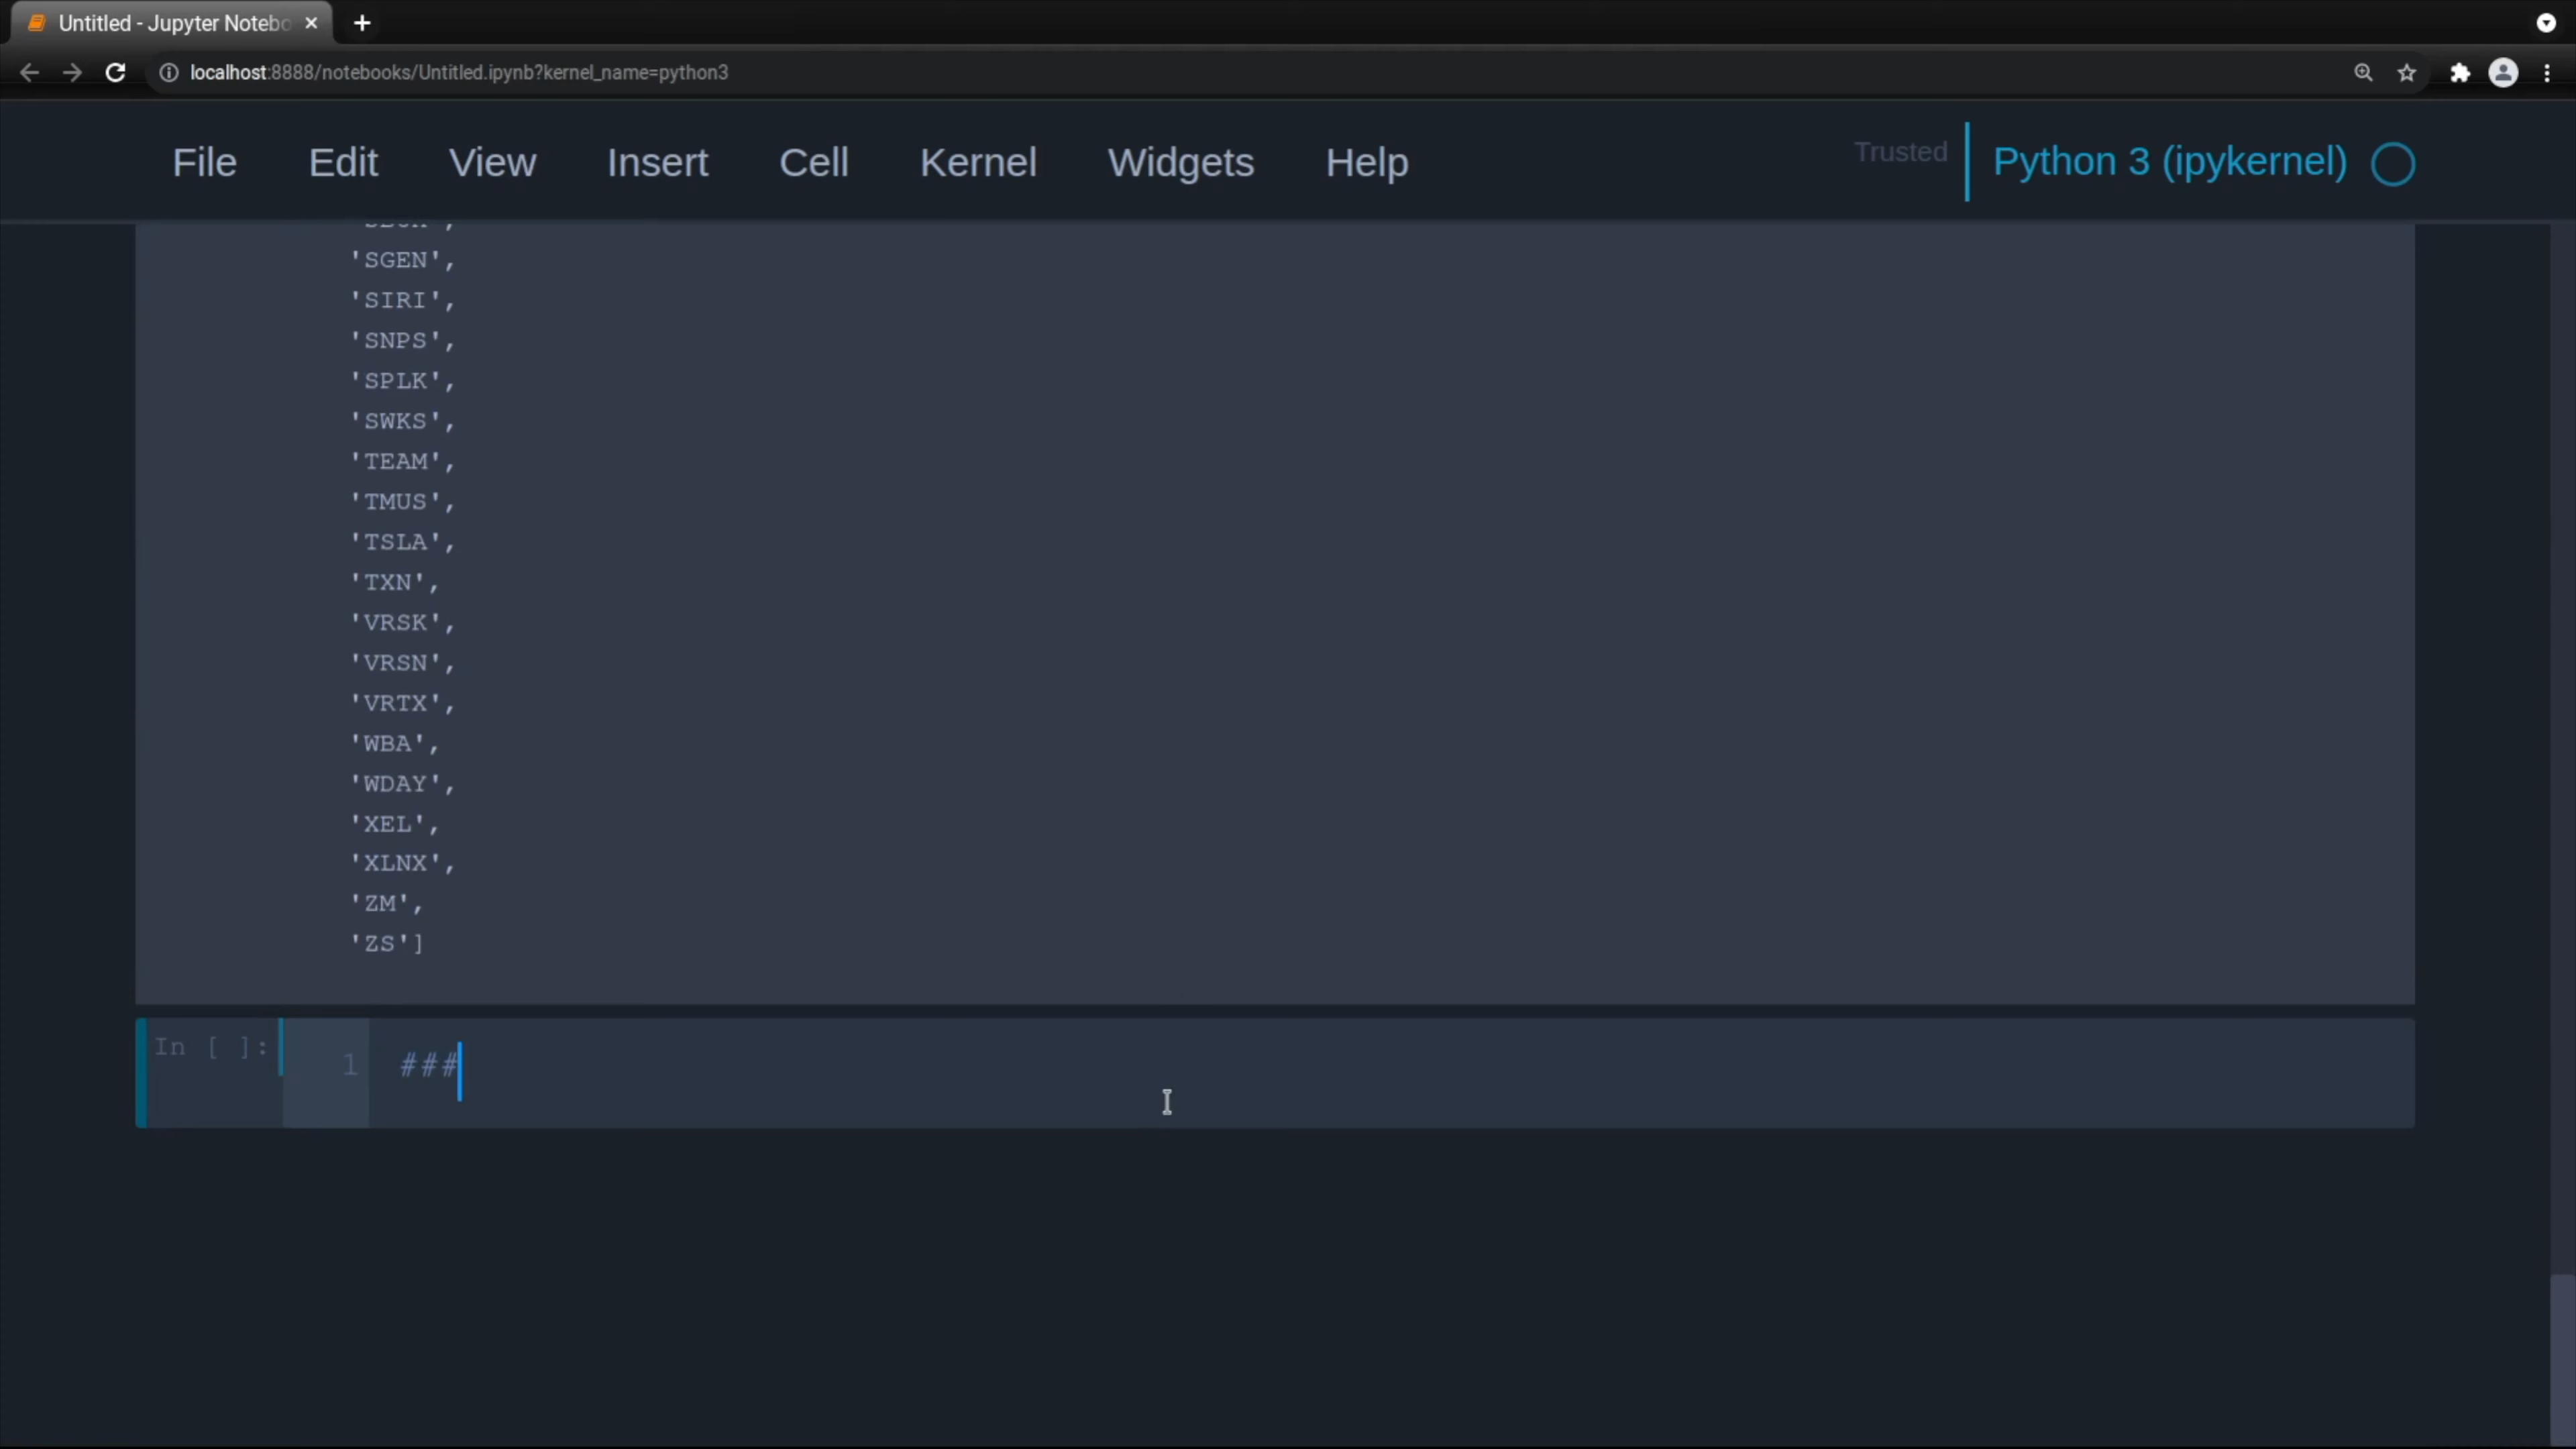 Untitled - Jupyter Notebo
localhost:8888/notebooks/Untitled.ipynb?kernel_name=python3
File Edit View Insert Cell Kernel Widgets Help Trusted Python 3 (ipykernel)
'SGEN',
'SIRI',
'SNPS',
'SPLK',
'SWKS',
'TEAM',
'TMUS',
'TSLA',
'TXN',
'VRSK',
'VRSN',
'VRTX',
'WBA',
'WDAY',
'XEL',
'XLNX',
'ZM',
'ZS']
In [ ]: 1 ###